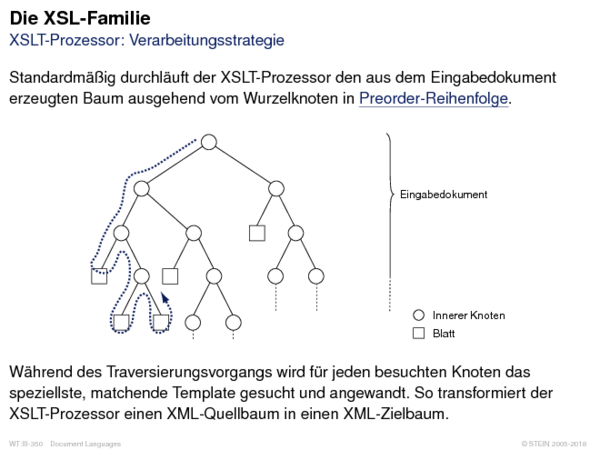 Die XSL-Familie
XSLT-Prozessor: Verarbeitungsstrategie
Standardmäßig durchläuft der XSLT-Prozessor den aus dem Eingabedokument
erzeugten Baum ausgehend vom Wurzelknoten in Preorder-Reihenfolge.
Eingabedokument
Innerer Knoten
Blatt
Während des Traversierungsvorgangs wird für jeden besuchten Knoten das
speziellste, matchende Template gesucht und angewandt. So transformiert der
XSLT-Prozessor einen XML-Quellbaum in einen XML-Zielbaum.
WT:III-350 Document Languages
© STEIN 2005-2018